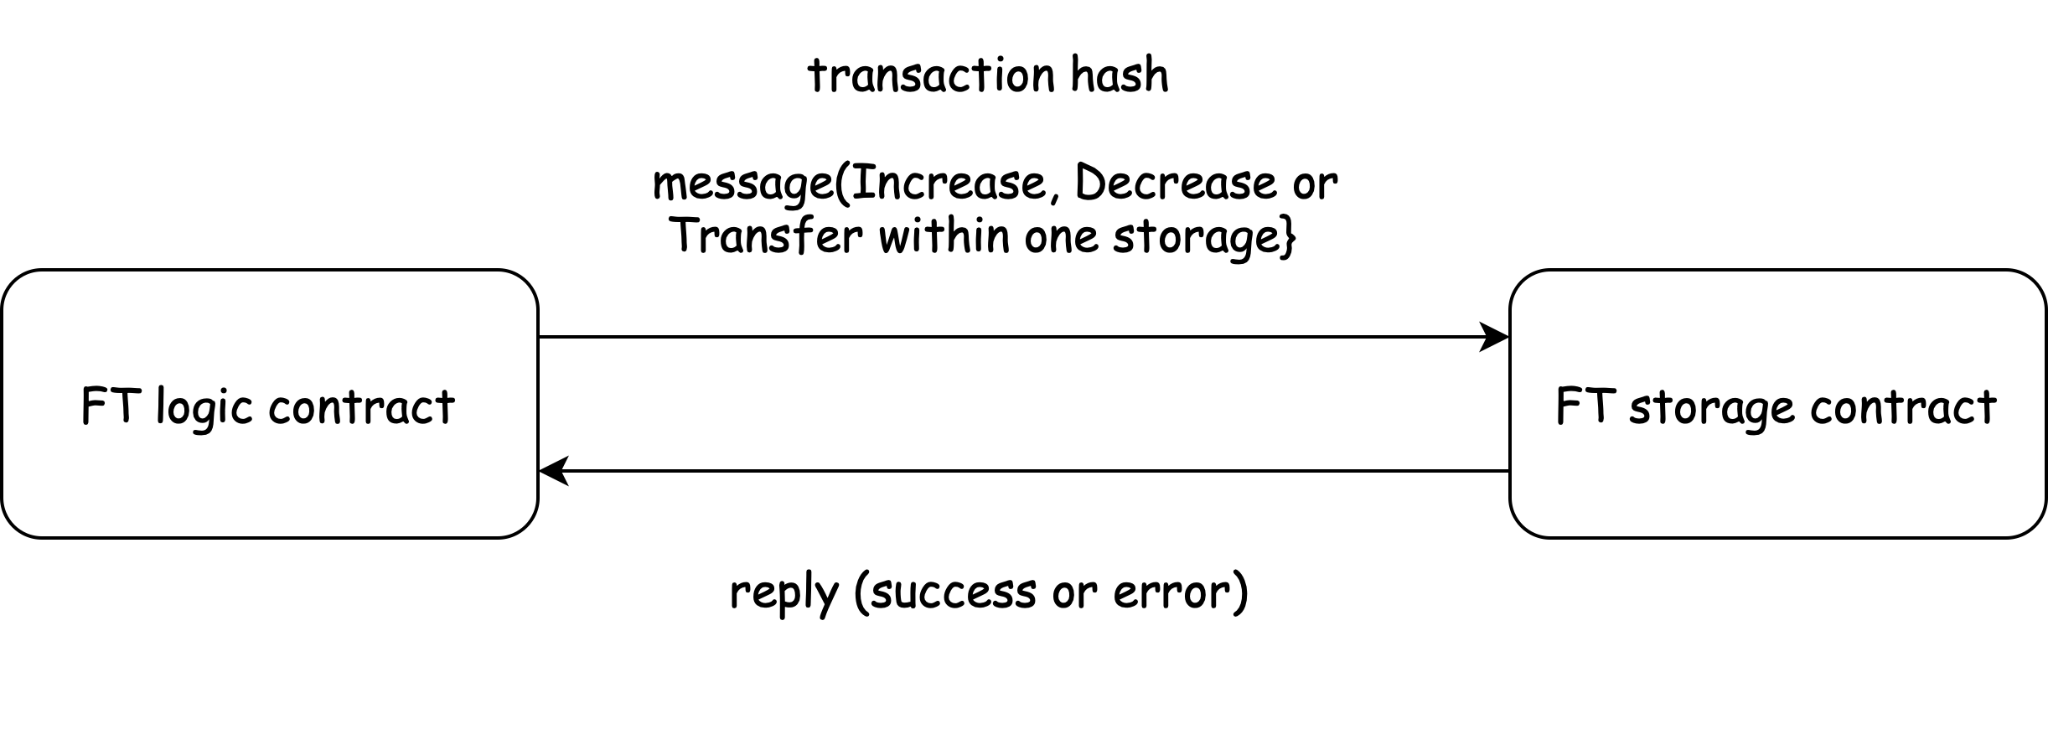 transaction hash
message(Increase, Decrease or
Transfer within one storage}
FT logic contract
FT storage contract
reply (success or error)